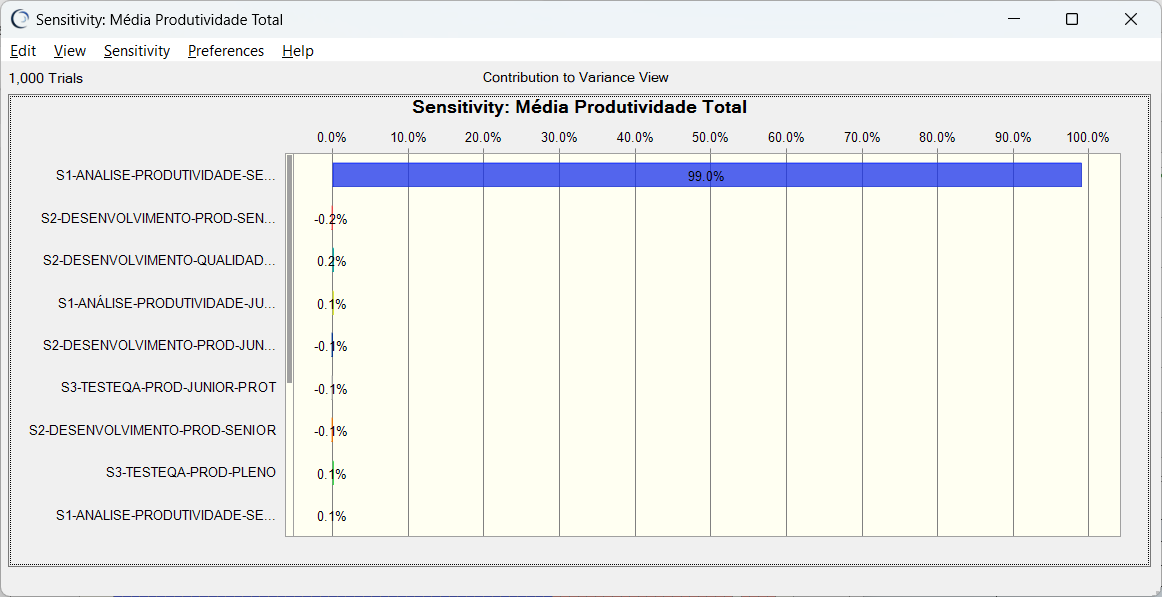 Sensitivity: Média Produtividade Total
Edit View Sensitivity Preferences Help
1,000 Trials
Contribution to Variance View
Sensitivity: Média Produtividade Total
0.0% 10.0% 20.0% 30.0% 40.0% 50.0% 60.0% 70.0% 80.0% 90.0% 100.0%
S1-ANALISE-PRODUTIVIDADE-SE... 99.0%
S2-DESENVOLVIMENTO-PROD-SEN... -0.2%
S2-DESENVOLVIMENTO-QUALIDAD... 0.2%
S1-ANÁLISE-PRODUTIVIDADE-JU... 0.1%
S2-DESENVOLVIMENTO-PROD-JUN... -0.1%
S3-TESTEQA-PROD-JUNIOR-PROT -0.1%
S2-DESENVOLVIMENTO-PROD-SENIOR -0.1%
S3-TESTEQA-PROD-PLENO 0.1%
S1-ANALISE-PRODUTIVIDADE-SE... 0.1%